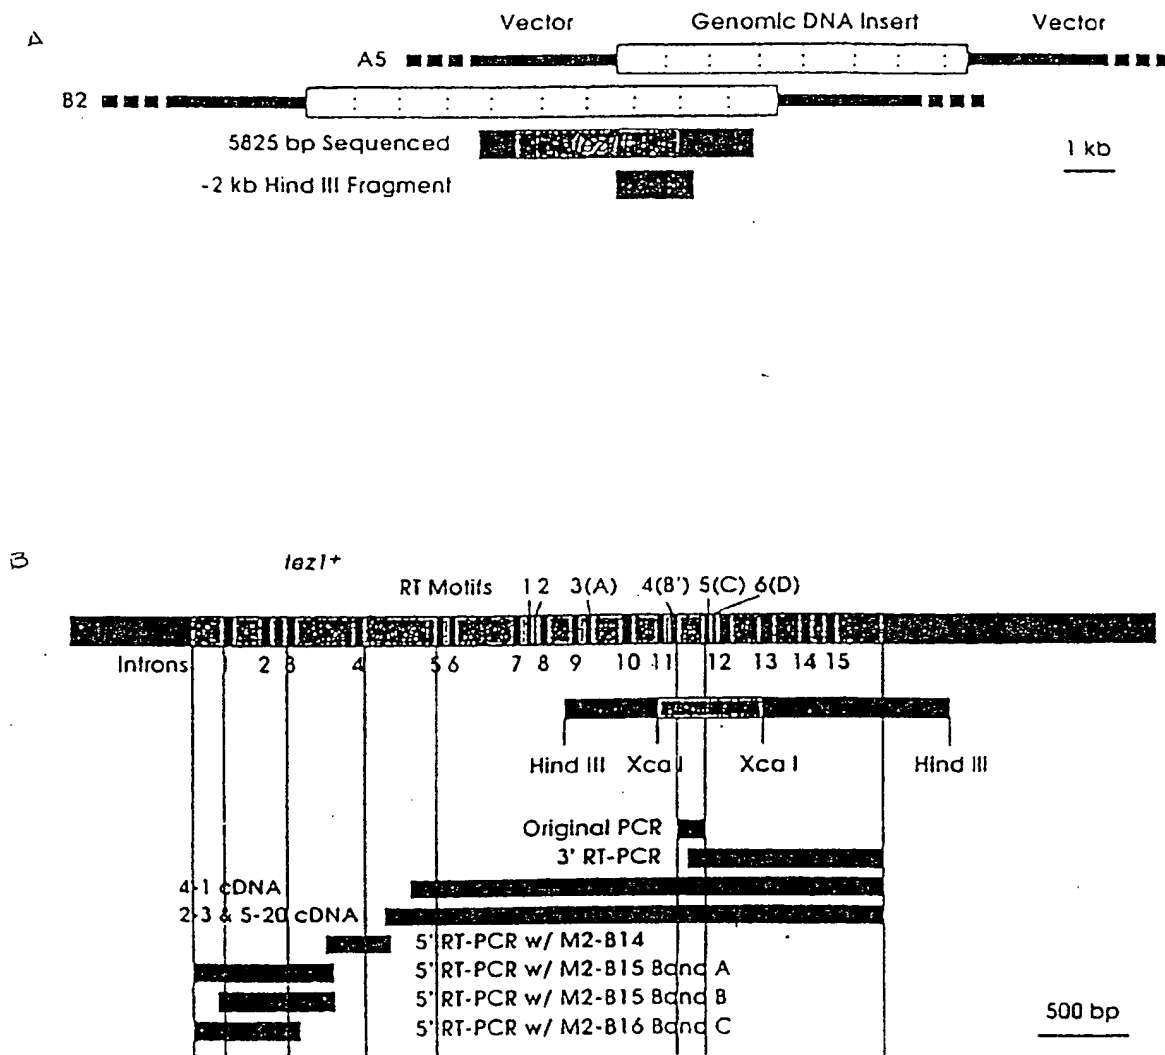 A
Vector Genomic DNA Insert Vector
A5
B2
5825 bp Sequenced
tez1
1 kb
-2 kb Hind III Fragment
B
tez1+
RT Motifs 1 2 3(A) 4(B') 5(C) 6(D)
Introns 1 2 3 4 5 6 7 8 9 10 11 12 13 14 15
Hind III Xca I Xca I Hind III
Original PCR
3' RT-PCR
4-1 cDNA
2-3 & 5-20 cDNA
5' RT-PCR w/ M2-B14
5' RT-PCR w/ M2-B15 Band A
5' RT-PCR w/ M2-B15 Band B
5' RT-PCR w/ M2-B16 Band C
500 bp